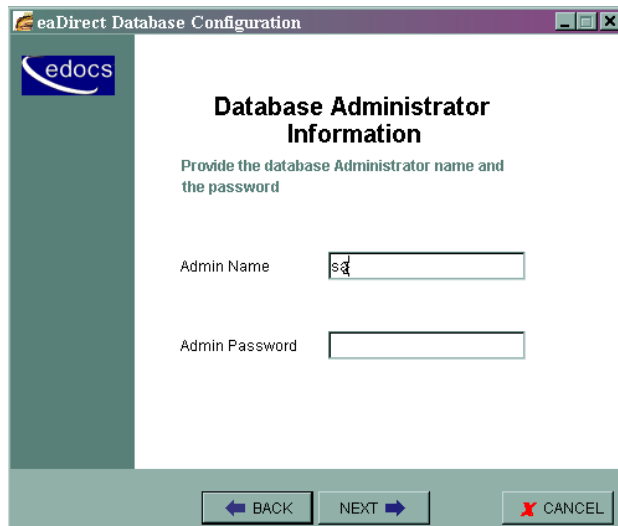 eaDirect Database Configuration
edocs
Database Administrator
Information
Provide the database Administrator name and
the password
Admin Name
sa
Admin Password
BACK
NEXT
CANCEL